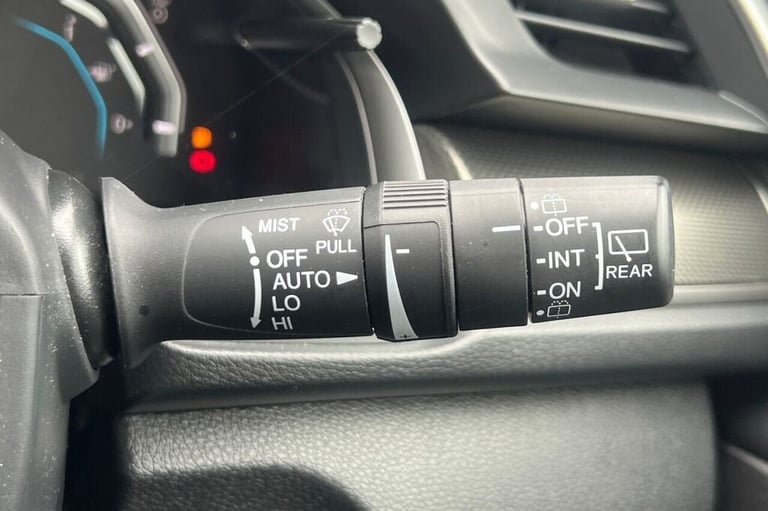 MIST
PULL
OFF
AUTO
LO
HI
OFF
INT
ON
REAR